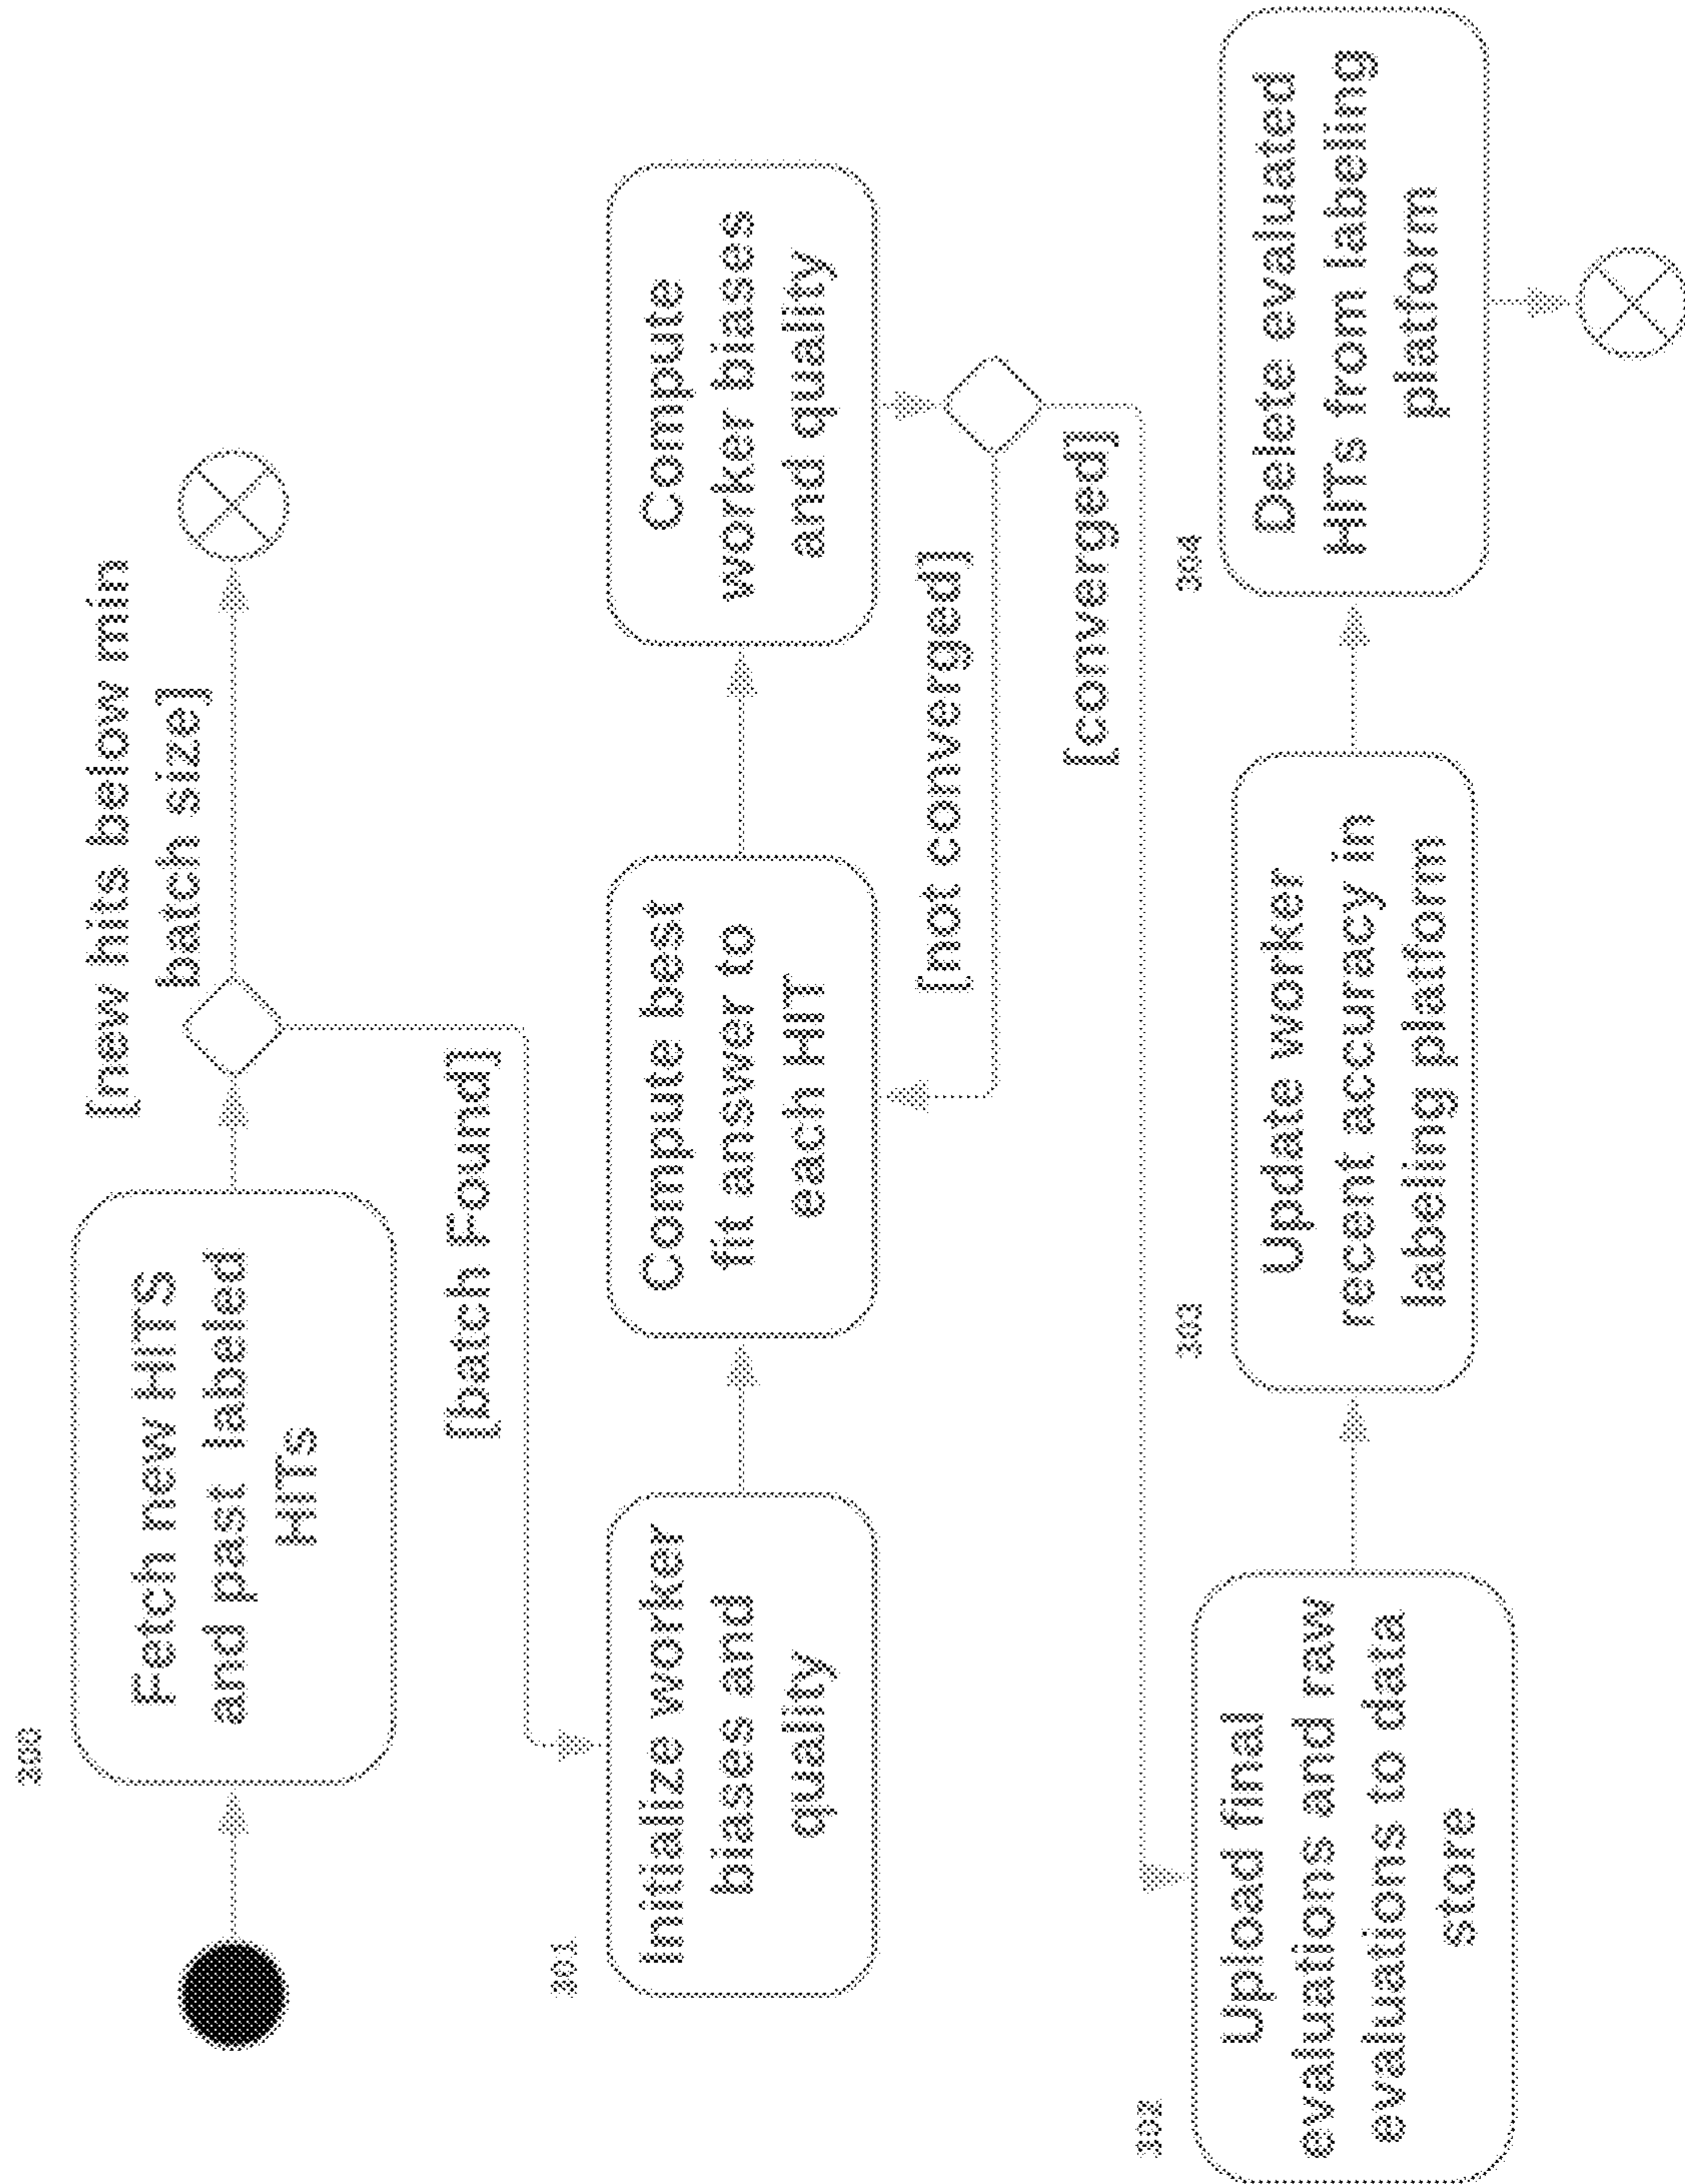 300
Fetch new HITS
and past labeled
HITs
[new hits below min
batch size]
[batch Found]
301
Initialize worker
biases and
quality
Compute best
fit answer to
each HIT
Compute
worker biases
and quality
[not converged]
[converged]
302
Upload final
evaluations and raw
evaluations to data
store
303
Update worker
recent accuracy in
labeling platform
304
Delete evaluated
HITs from labeling
platform